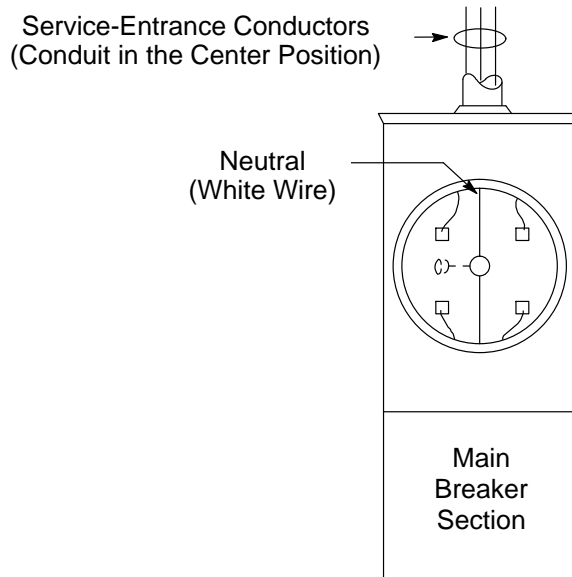 Service-Entrance Conductors
(Conduit in the Center Position)
Neutral
(White Wire)
Main
Breaker
Section